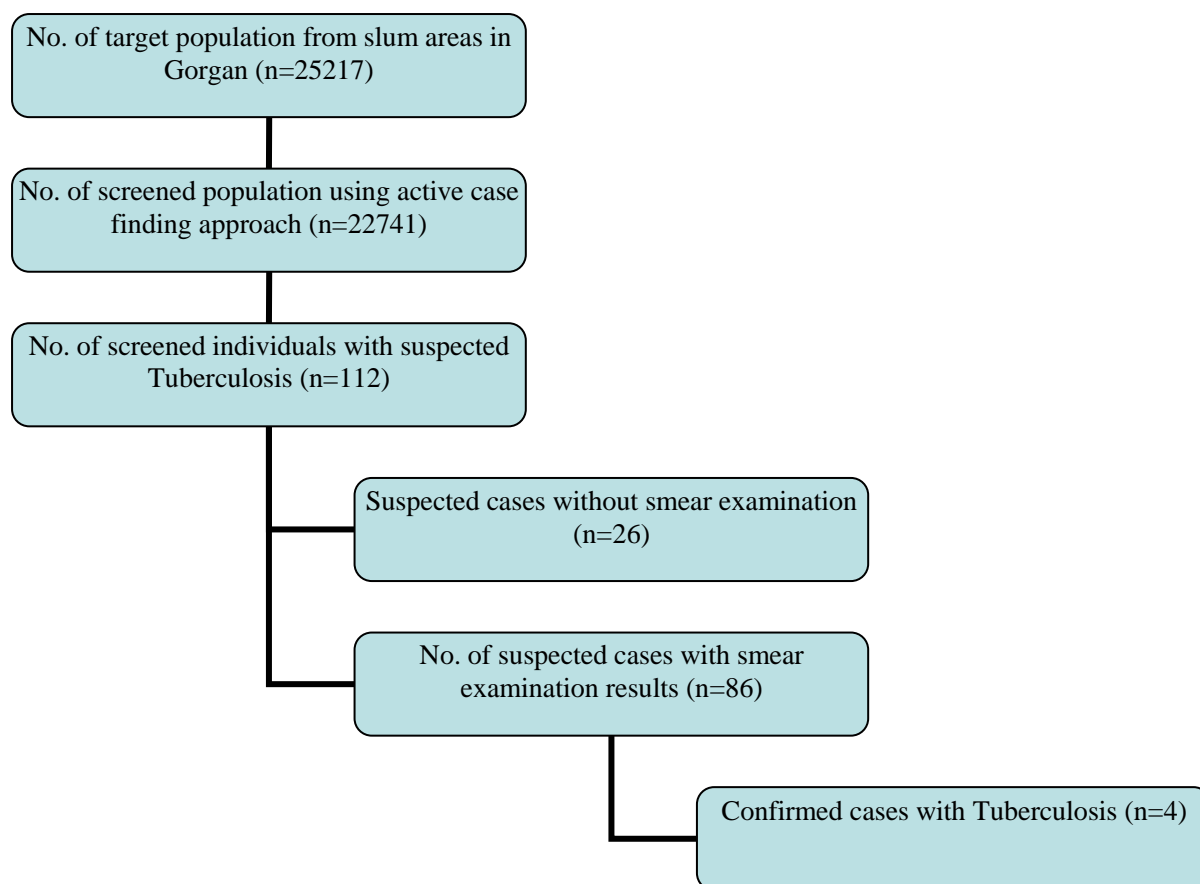 No. of target population from slum areas in
Gorgan (n=25217)
No. of screened population using active case
finding approach (n=22741)
No. of screened individuals with suspected
Tuberculosis (n=112)
Suspected cases without smear examination
(n=26)
No. of suspected cases with smear
examination results (n=86)
Confirmed cases with Tuberculosis (n=4)